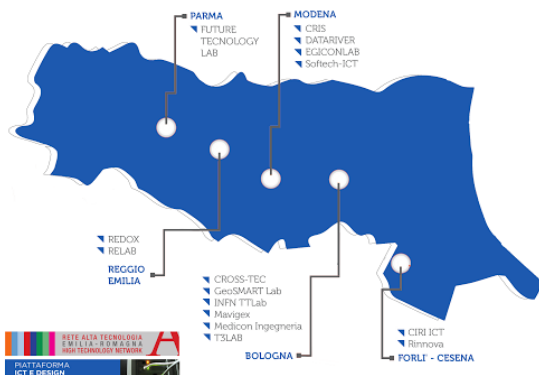 PARMA
FUTURE
TECNOLOGY
LAB
MODENA
CRIS
DATARIVER
EGICONLAB
Softech-ICT
REDOX
RELAB
REGGIO
EMILIA
CROSS-TEC
GeoSMART Lab
INFN TTLab
Mavigex
Medicon Ingegneria
T3LAB
BOLOGNA
CIRI ICT
Rinnova
FORLI' - CESENA
RETE ALTA TECNOLOGIA
EMILIA-ROMAGNA
HIGH TECHNOLOGY NETWORK
PIATTAFORMA
ICT E DESIGN